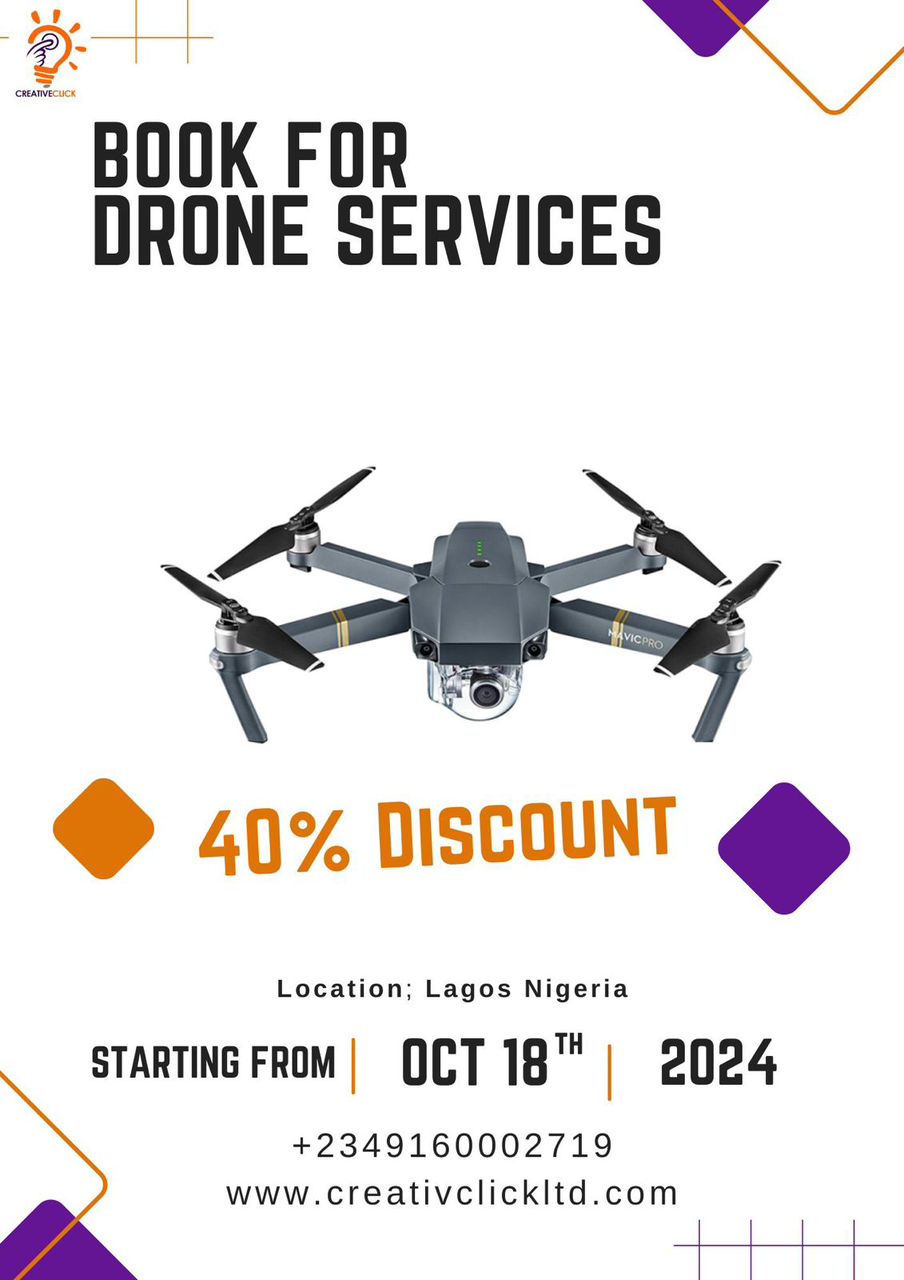 CREATIVECLICK
BOOK FOR
DRONE SERVICES
MAVICPRO
40% DISCOUNT
Location; Lagos Nigeria
STARTING FROM | OCT 18TH | 2024
+2349160002719
www.creativclickltd.com